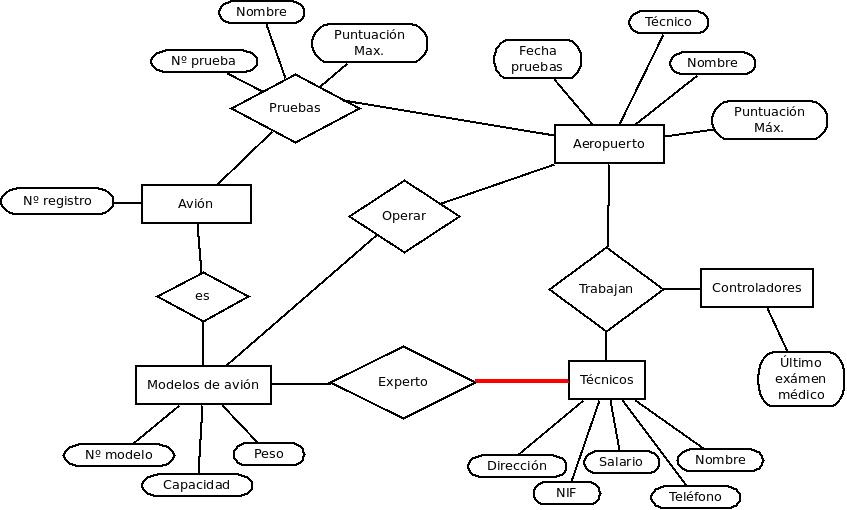 Nombre
Puntuación
Max.
Técnico
Fecha
pruebas
Nº prueba
Nombre
Pruebas
Puntuación
Máx.
Aeropuerto
Nº registro
Avión
Operar
es
Trabajan
Controladores
Modelos de avión
Experto
Técnicos
Último
exámen
médico
Nº modelo
Peso
Capacidad
Dirección
Salario
Nombre
NIF
Teléfono